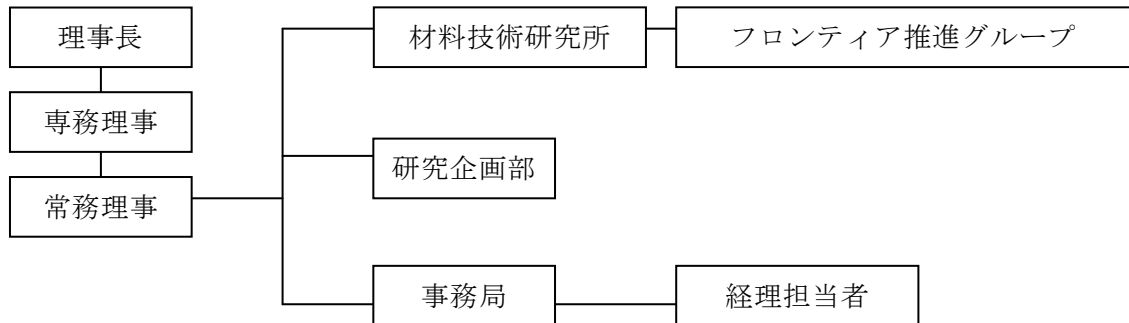 理事長
専務理事
常務理事
材料技術研究所
フロンティア推進グループ
研究企画部
事務局
経理担当者